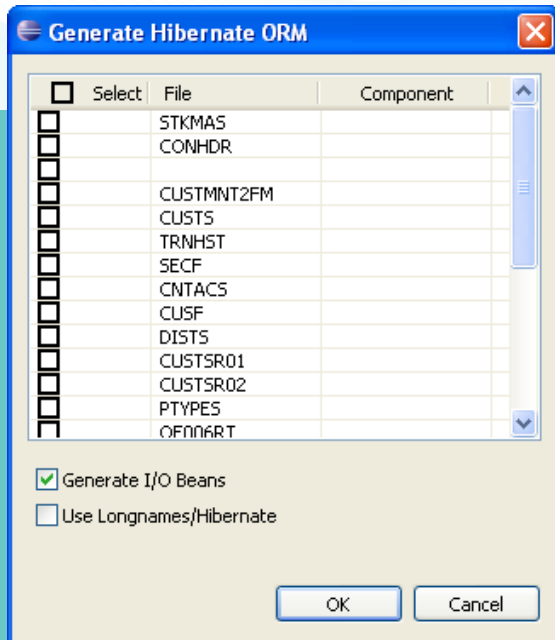 Generate Hibernate ORM
Select File Component
STKMAS
CONHDR
CUSTMNT2FM
CUSTS
TRNHST
SECF
CNTACS
CUSF
DISTS
CUSTSR01
CUSTSR02
PTYPES
OE006RT
Generate I/O Beans
Use Longnames/Hibernate
OK Cancel